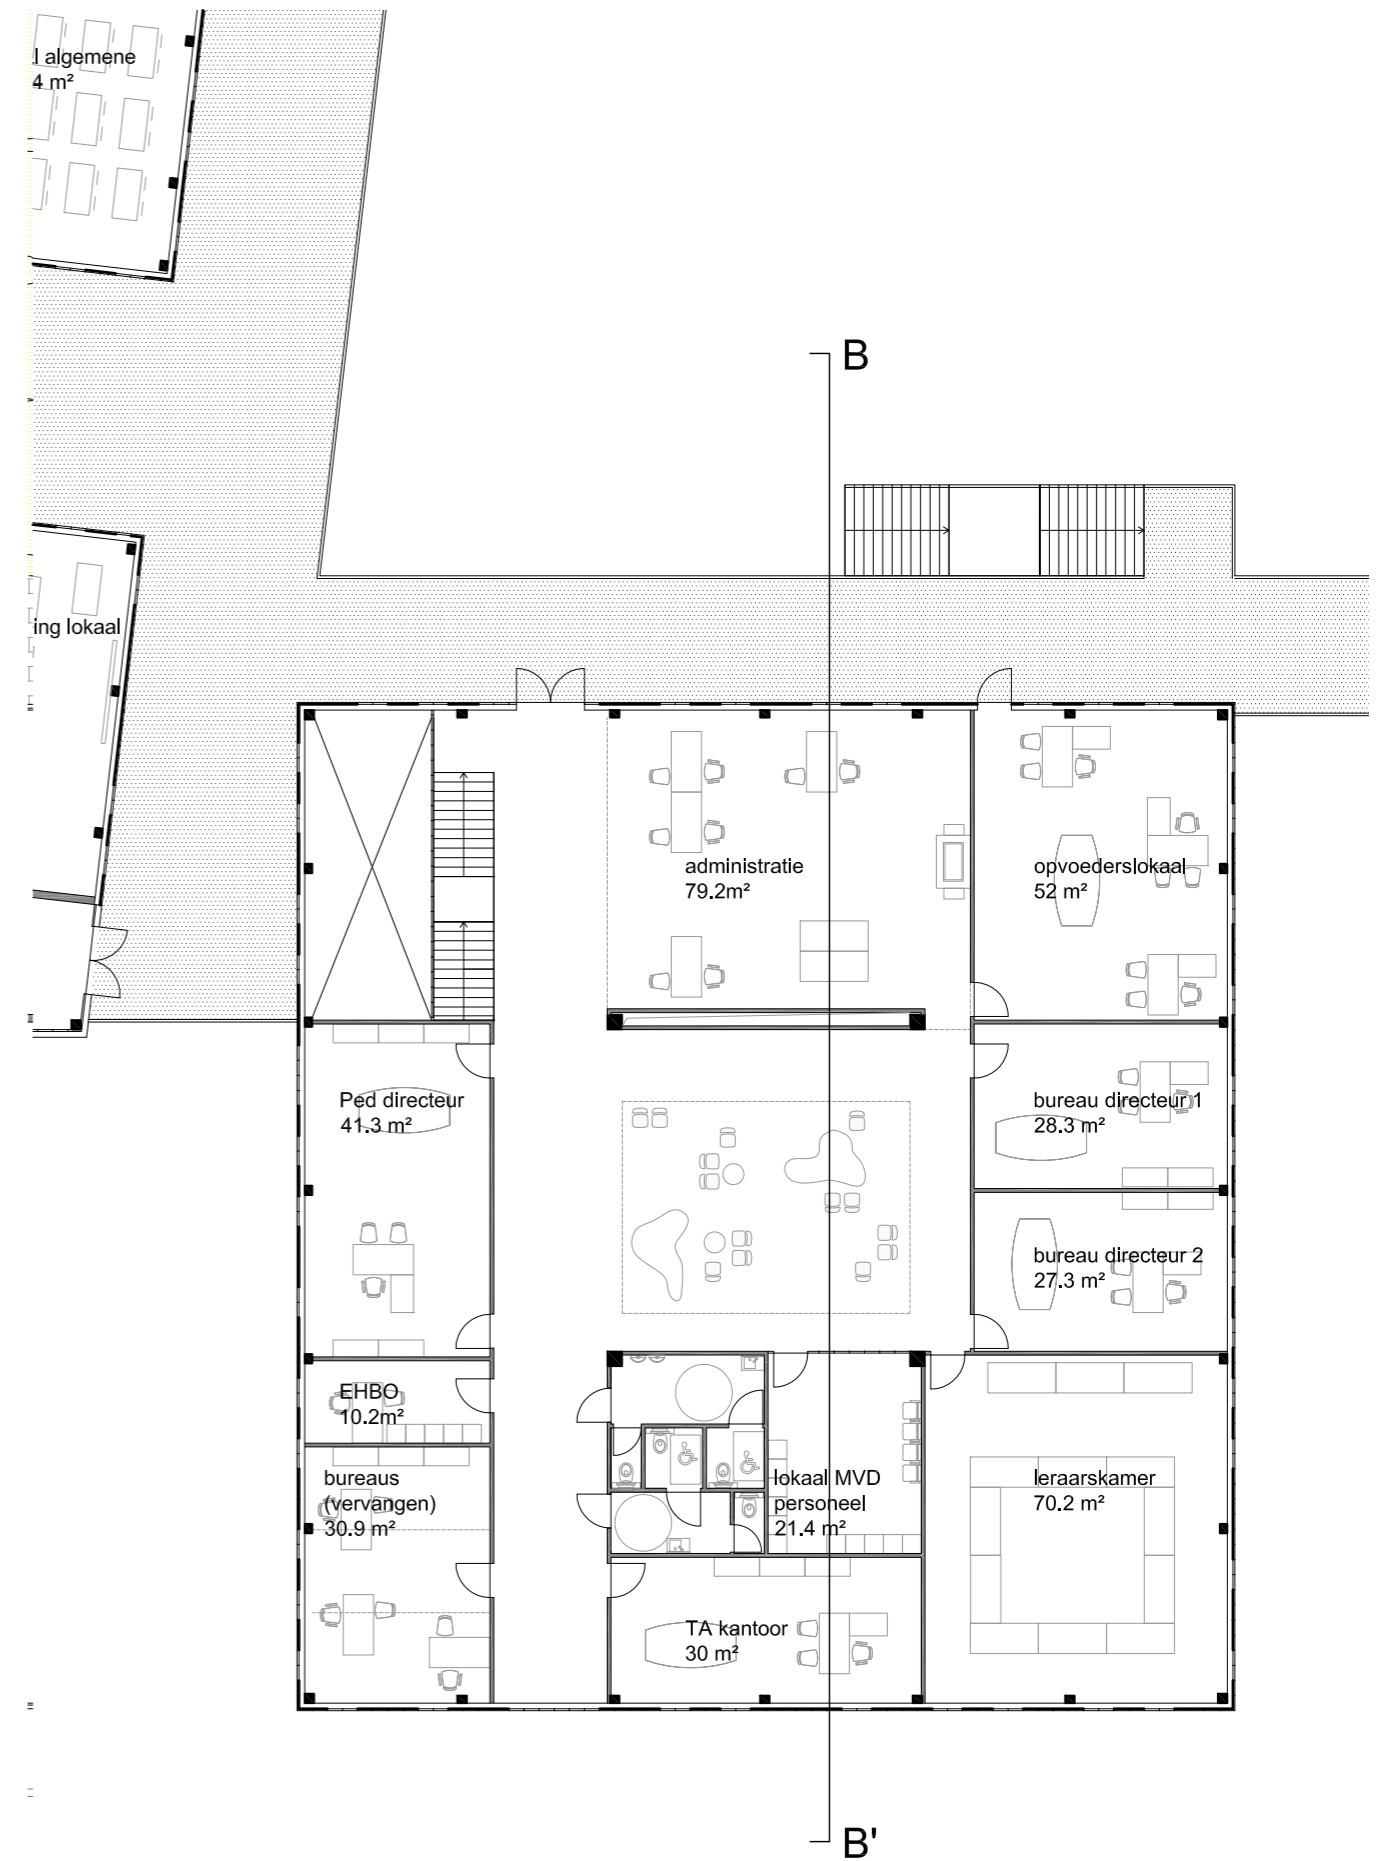 l algemene
4 m²
B
ing lokaal
administratie
79.2m²
opvoederslokaal
52 m²
Ped directeur
41.3 m²
bureau directeur 1
28.3 m²
bureau directeur 2
27.3 m²
EHBO
10.2m²
bureaus
(vervangen)
30.9 m²
lokaal MVD
personeel
21.4 m²
leraarskamer
70.2 m²
TA kantoor
30 m²
B'